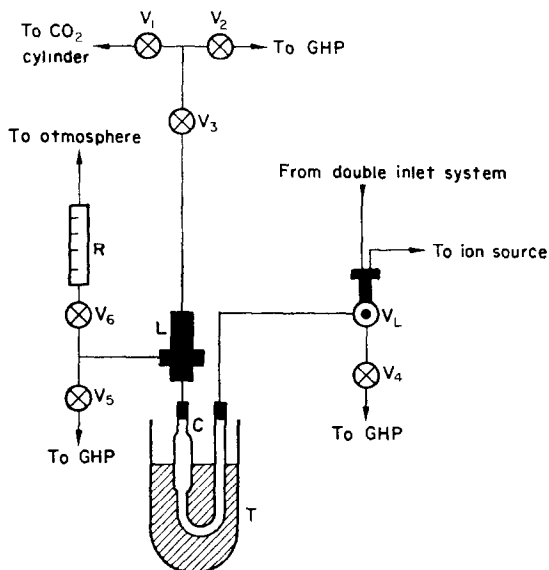 To CO2
cylinder
V1
V2
To GHP
V3
To otmosphere
From double inlet system
R
To ion source
V6
L
VL
V5
V4
To GHP
C
To GHP
T